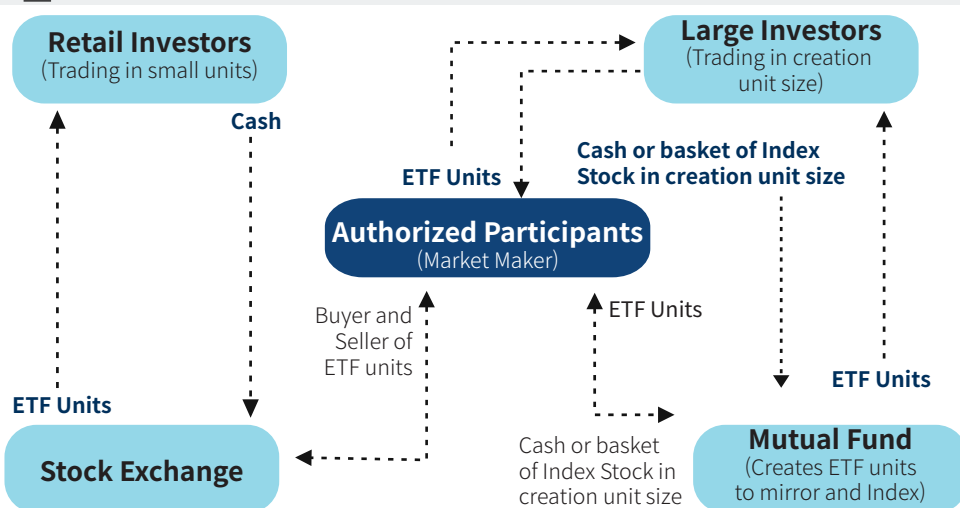 Retail Investors
(Trading in small units)
Large Investors
(Trading in creation
unit size)
Cash
ETF Units
Cash or basket of Index
Stock in creation unit size
Authorized Participants
(Market Maker)
Buyer and
Seller of
ETF units
ETF Units
ETF Units
ETF Units
Stock Exchange
Cash or basket
of Index Stock in
creation unit size
Mutual Fund
(Creates ETF units
to mirror and Index)